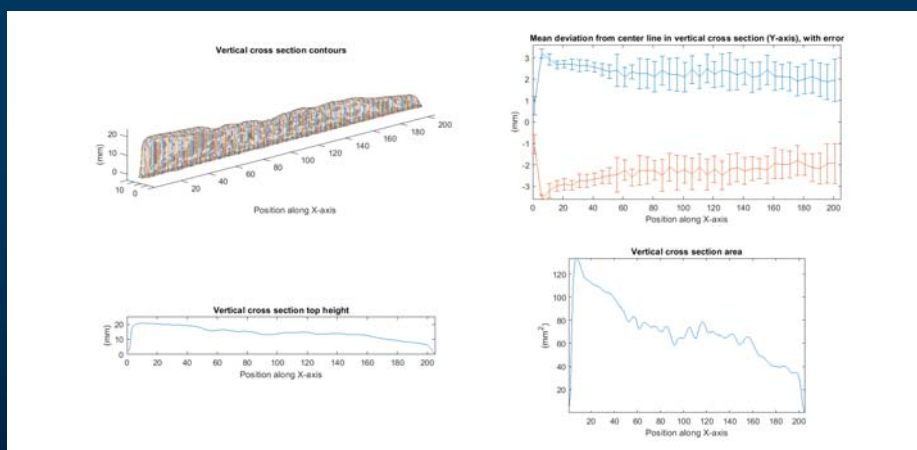 Vertical cross section contours
20
10
0
(mm)
10
0
20
40
60
80
100
120
140
160
180
200
Position along X-axis
Mean deviation from center line in vertical cross section (Y-axis), with error
3
2
1
0
-1
-2
-3
(mm)
0 20 40 60 80 100 120 140 160 180 200
Position along X-axis
Vertical cross section top height
20
10
0
(mm)
0 20 40 60 80 100 120 140 160 180 200
Position along X-axis
Vertical cross section area
120
100
80
60
40
20
(mm²)
20 40 60 80 100 120 140 160 180 200
Position along X-axis